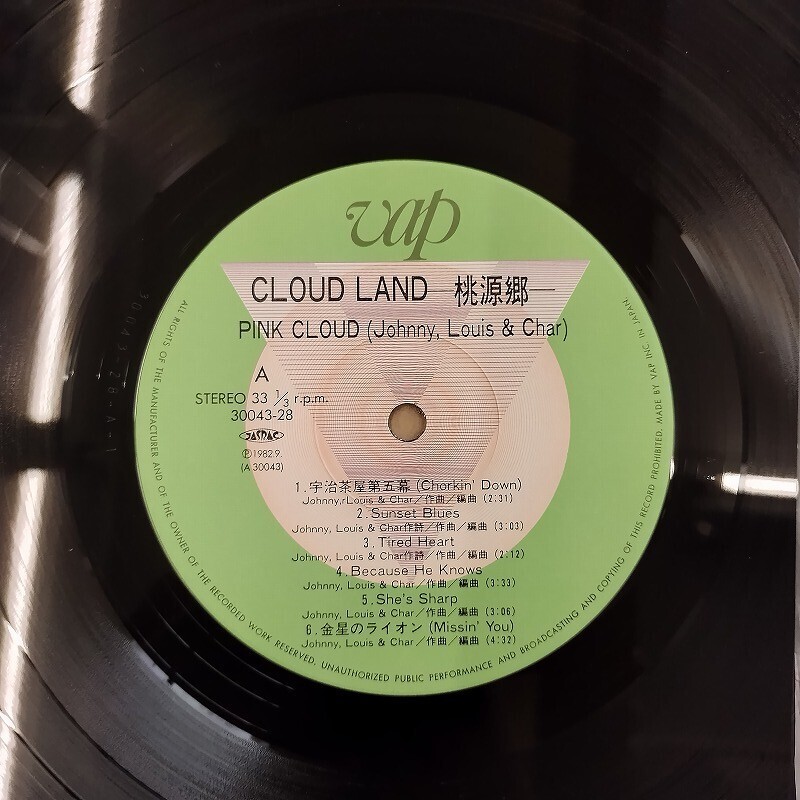 vap
CLOUD LAND—桃源郷—
PINK CLOUD (Johnny, Louis & Char)
A
STEREO 33 1/3 r.p.m.
30043-28
JASRAC
Ⓟ1982.9.
(A 30043)
1.宇治茶屋第五幕 (Chorkin' Down)
Johnny,rLouis & Char/作曲/編曲 (2:31)
2.Sunset Blues
Johnny, Louis & Char作詩/作曲/編曲 (3:03)
3.Tired Heart
Johnny, Louis & Char作詩/作曲/編曲 (2:12)
4.Because He Knows
Johnny, Louis & Char/作曲/編曲 (3:33)
5.She's Sharp
Johnny, Louis & Char/作曲/編曲 (3:06)
6.金星のライオン (Missin' You)
Johnny, Louis & Char/作曲/編曲 (4:32)
ALL RIGHTS OF THE MANUFACTURER AND OF THE OWNER OF THE RECORDED WORK RESERVED. UNAUTHORIZED PUBLIC PERFORMANCE AND BROADCASTING AND COPYING OF THIS RECORD PROHIBITED. MADE BY VAP INC. IN JAPAN.
30043-28-A-1